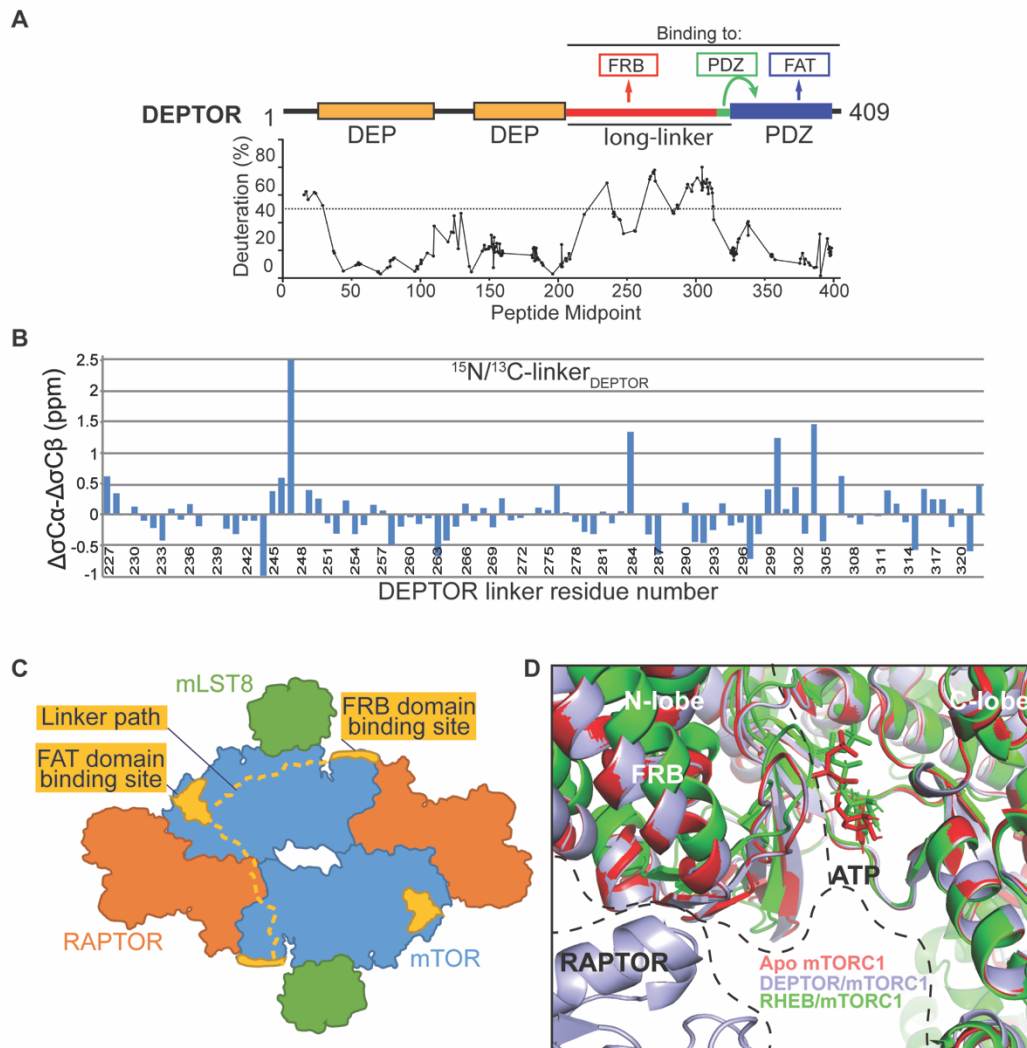 A
Binding to:
FRB PDZ FAT
DEPTOR 1 409
DEP DEP long-linker PDZ
Deuteration (%)
80
60
40
20
0
0 50 100 150 200 250 300 350 400
Peptide Midpoint
B
¹⁵N/¹³C-linkerDEPTOR
ΔσCα-ΔσCβ (ppm)
2.5
2
1.5
1
0.5
0
-0.5
-1
227 230 233 236 239 242 245 248 251 254 257 260 263 266 269 272 275 278 281 284 287 290 293 296 299 302 305 308 311 314 317 320
DEPTOR linker residue number
C
mLST8
Linker path
FRB domain
binding site
FAT domain
binding site
RAPTOR
mTOR
D
N-lobe
C-lobe
FRB
ATP
RAPTOR
Apo mTORC1
DEPTOR/mTORC1
RHEB/mTORC1